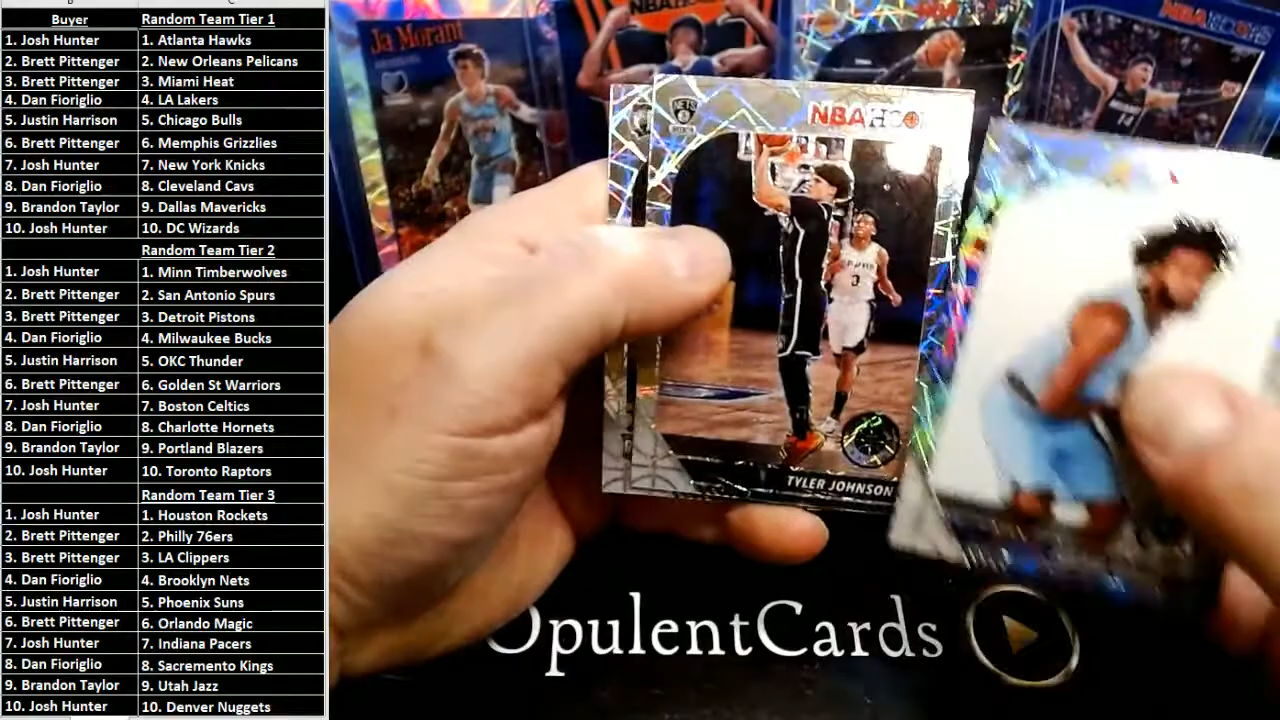 Buyer Random Team Tier 1
1. Josh Hunter 1. Atlanta Hawks
2. Brett Pittenger 2. New Orleans Pelicans
3. Brett Pittenger 3. Miami Heat
4. Dan Fioriglio 4. LA Lakers
5. Justin Harrison 5. Chicago Bulls
6. Brett Pittenger 6. Memphis Grizzlies
7. Josh Hunter 7. New York Knicks
8. Dan Fioriglio 8. Cleveland Cavs
9. Brandon Taylor 9. Dallas Mavericks
10. Josh Hunter 10. DC Wizards
Random Team Tier 2
1. Josh Hunter 1. Minn Timberwolves
2. Brett Pittenger 2. San Antonio Spurs
3. Brett Pittenger 3. Detroit Pistons
4. Dan Fioriglio 4. Milwaukee Bucks
5. Justin Harrison 5. OKC Thunder
6. Brett Pittenger 6. Golden St Warriors
7. Josh Hunter 7. Boston Celtics
8. Dan Fioriglio 8. Charlotte Hornets
9. Brandon Taylor 9. Portland Blazers
10. Josh Hunter 10. Toronto Raptors
Random Team Tier 3
1. Josh Hunter 1. Houston Rockets
2. Brett Pittenger 2. Philly 76ers
3. Brett Pittenger 3. LA Clippers
4. Dan Fioriglio 4. Brooklyn Nets
5. Justin Harrison 5. Phoenix Suns
6. Brett Pittenger 6. Orlando Magic
7. Josh Hunter 7. Indiana Pacers
8. Dan Fioriglio 8. Sacremento Kings
9. Brandon Taylor 9. Utah Jazz
10. Josh Hunter 10. Denver Nuggets
Ja Morant
NBA HOOPS
14
NETS
NBA HOO
3
TYLER JOHNSON
OpulentCards